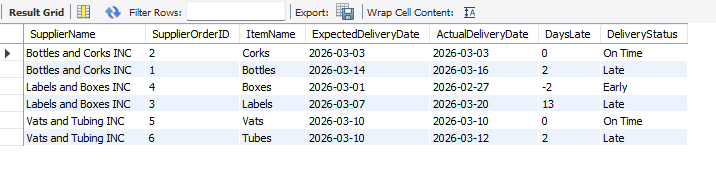 Result Grid Filter Rows: Export: Wrap Cell Content:
SupplierName SupplierOrderID ItemName ExpectedDeliveryDate ActualDeliveryDate DaysLate DeliveryStatus
Bottles and Corks INC 2 Corks 2026-03-03 2026-03-03 0 On Time
Bottles and Corks INC 1 Bottles 2026-03-14 2026-03-16 2 Late
Labels and Boxes INC 4 Boxes 2026-03-01 2026-02-27 -2 Early
Labels and Boxes INC 3 Labels 2026-03-07 2026-03-20 13 Late
Vats and Tubing INC 5 Vats 2026-03-10 2026-03-10 0 On Time
Vats and Tubing INC 6 Tubes 2026-03-10 2026-03-12 2 Late